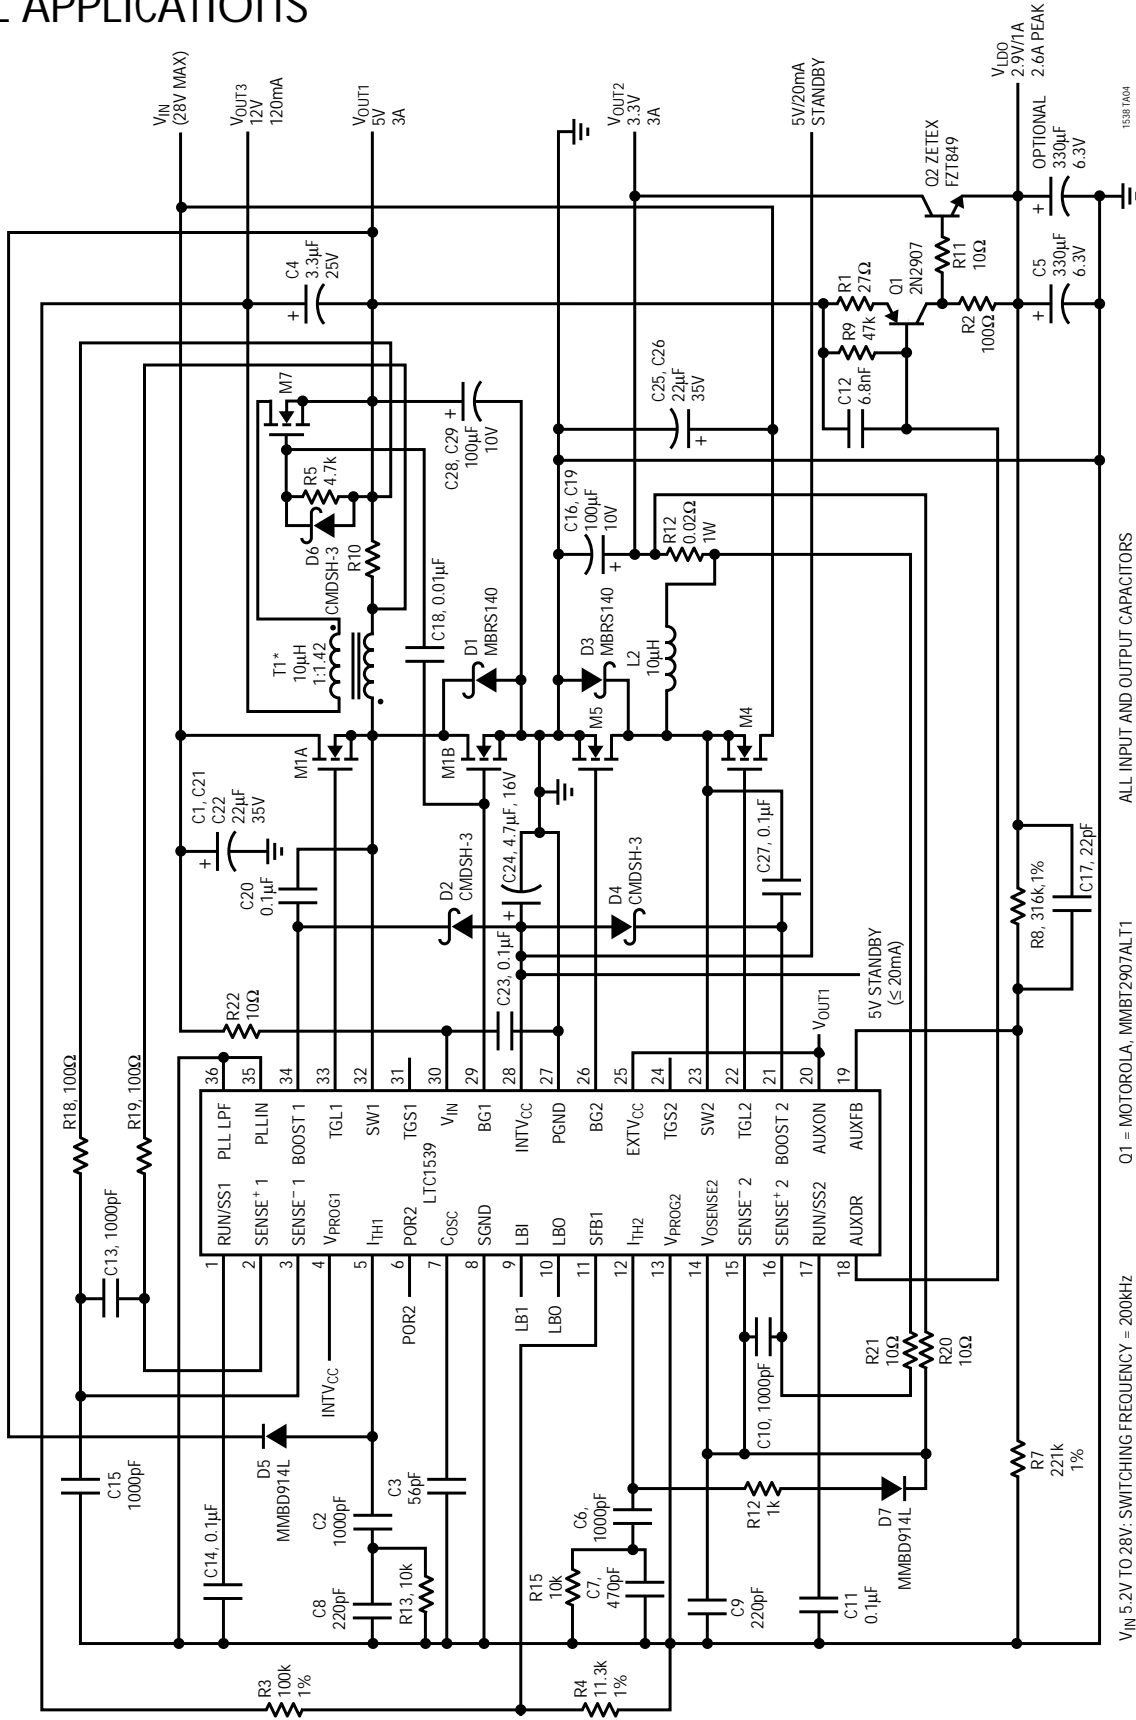 L APPLICATIONS
VIN
(28V MAX)
VOUT3
12V
120mA
VOUT1
5V
3A
VOUT2
3.3V
3A
5V/20mA
STANDBY
VLDO
2.9V/1A
2.6A PEAK
+
C4
3.3µF
25V
M7
R5
4.7k
D6
CMDSH-3
R10
T1*
10µH
1:1.42
C28, C29
100µF
10V
+
C18, 0.01µF
D1
MBRS140
C16, C19
100µF
10V
+
C25, C26
22µF
35V
+
R12
0.02Ω
1W
D3
MBRS140
L2
10µH
M1A
M1B
M5
M4
Q2 ZETEX
FZT849
R11
10Ω
R1
27Ω
Q1
2N2907
R9
47k
C12
6.8nF
R2
100Ω
OPTIONAL
330µF
6.3V
+
C5
330µF
6.3V
+
1538 TA04
C1, C21
C22
22µF
35V
+
C20
0.1µF
D2
CMDSH-3
C24, 4.7µF, 16V
+
C23, 0.1µF
D4
CMDSH-3
C27, 0.1µF
R22
10Ω
5V STANDBY
(≤ 20mA)
VOUT1
R8, 316k,1%
C17, 22pF
R18, 100Ω
R19, 100Ω
C13, 1000pF
36
35
34
33
32
31
30
29
28
27
26
25
24
23
22
21
20
19
PLL LPF
PLLIN
BOOST 1
TGL1
SW1
TGS1
VIN
BG1
INTVCC
PGND
BG2
EXTVCC
TGS2
SW2
TGL2
BOOST 2
AUXON
AUXFB
LTC1539
RUN/SS1
SENSE+ 1
SENSE– 1
VPROG1
ITH1
POR2
COSC
SGND
LBI
LBO
SFB1
ITH2
VPROG2
VOSENSE2
SENSE– 2
SENSE+ 2
RUN/SS2
AUXDR
1
2
3
4
5
6
7
8
9
10
11
12
13
14
15
16
17
18
INTVCC
POR2
LB1
LBO
C15
1000pF
C14, 0.1µF
D5
MMBD914L
C2
1000pF
C8
220pF
R13, 10k
C3
56pF
C6,
1000pF
R15
10k
C7,
470pF
C10, 1000pF
R12
1k
D7
MMBD914L
C9
220pF
C11
0.1µF
R21
10Ω
R20
10Ω
R7
221k
1%
R3
100k
1%
R4
11.3k
1%
VIN 5.2V TO 28V: SWITCHING FREQUENCY = 200kHz
Q1 = MOTOROLA, MMBT2907ALT1
ALL INPUT AND OUTPUT CAPACITORS